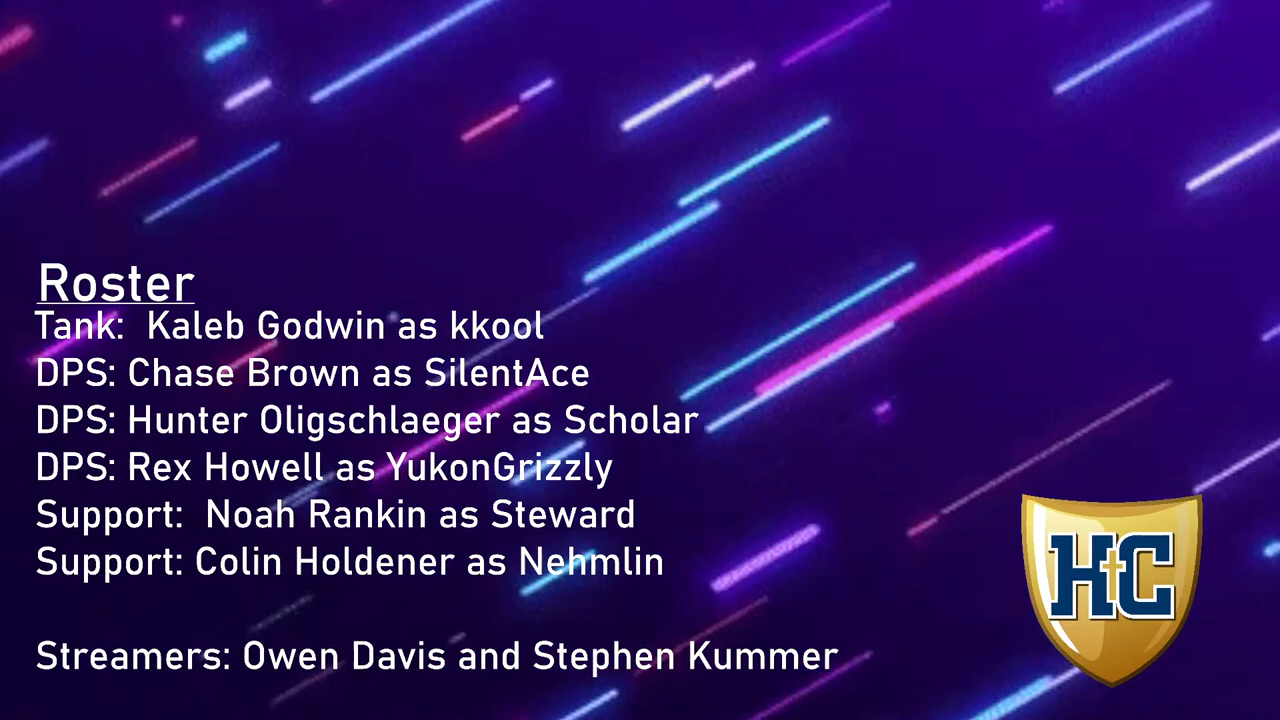 Roster
Tank:  Kaleb Godwin as kkool
DPS: Chase Brown as SilentAce
DPS: Hunter Oligschlaeger as Scholar
DPS: Rex Howell as YukonGrizzly
Support:  Noah Rankin as Steward
Support: Colin Holdener as Nehmlin
Streamers: Owen Davis and Stephen Kummer
HC